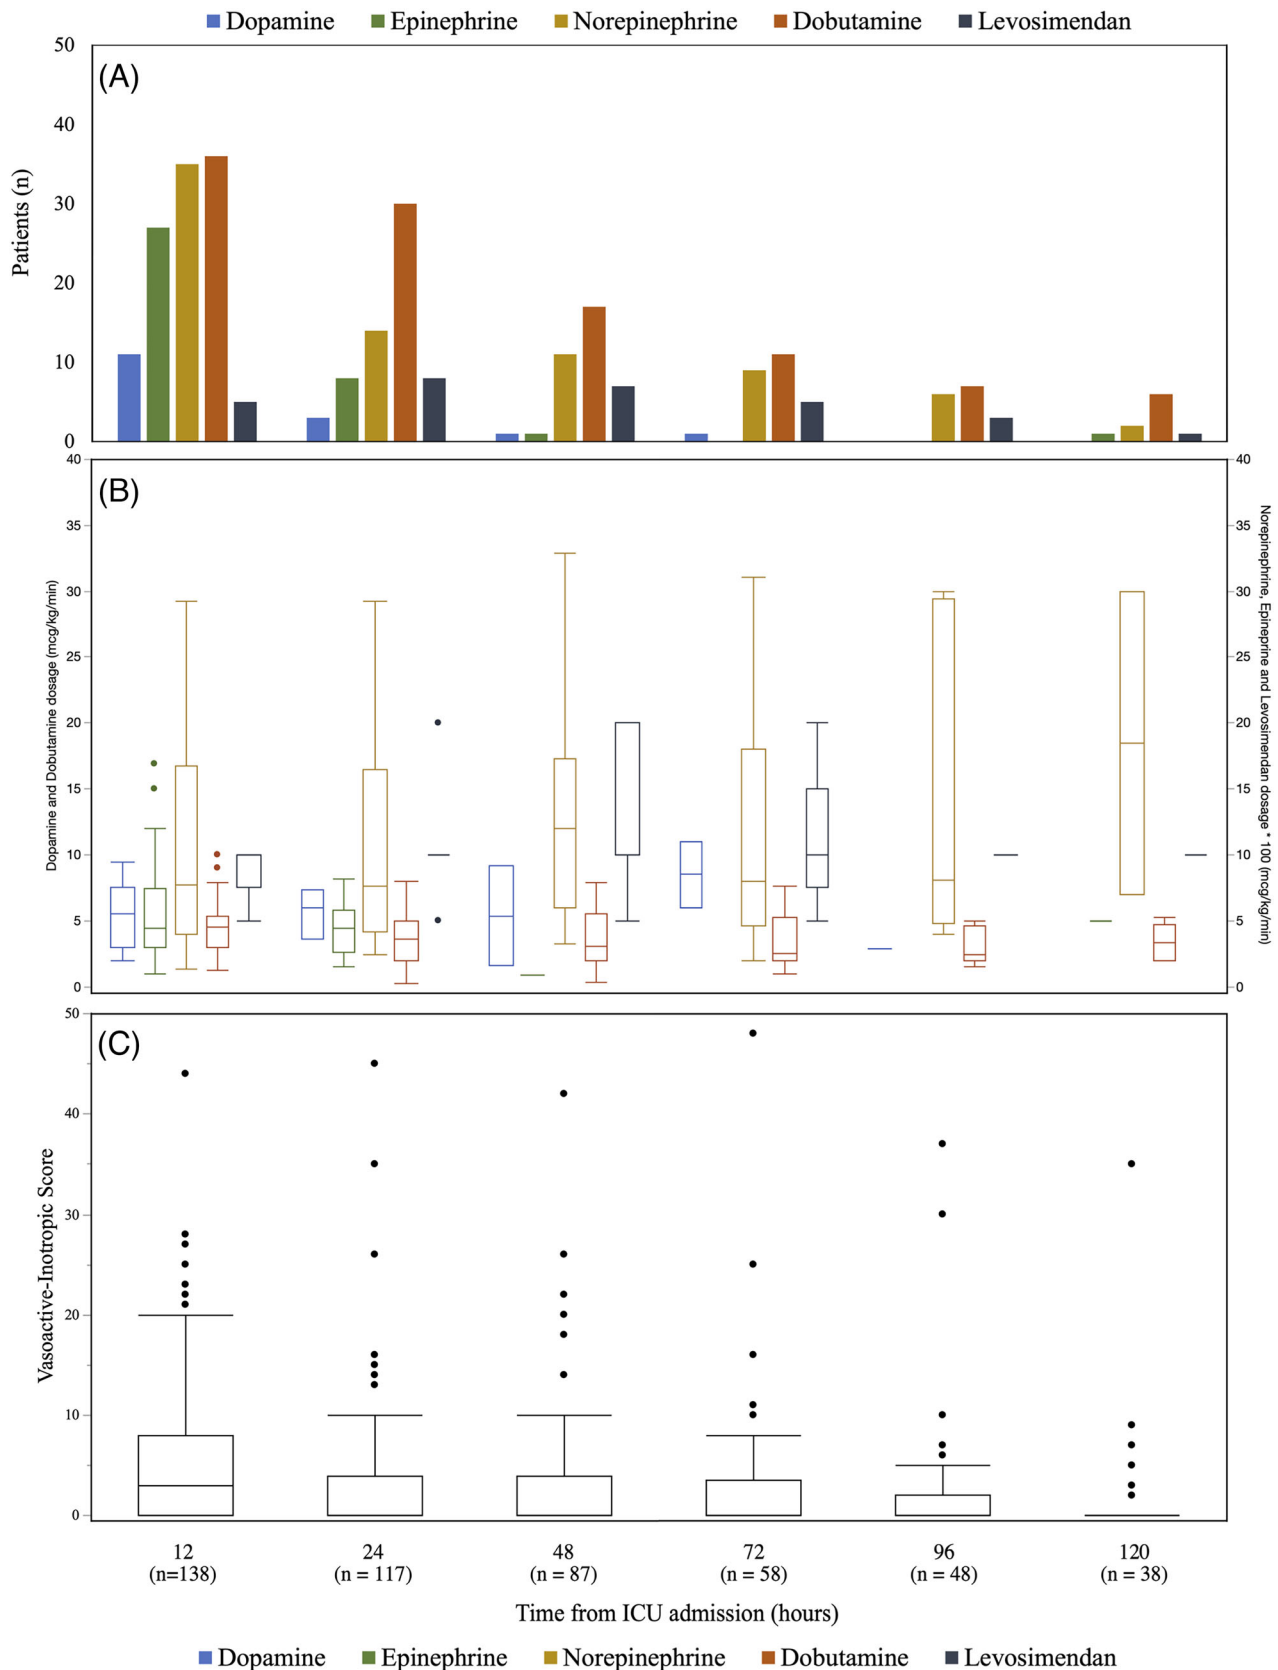 Dopamine Epinephrine Norepinephrine Dobutamine Levosimendan
(A)
Patients (n)
50
40
30
20
10
0
(B)
Dopamine and Dobutamine dosage (mcg/kg/min)
40
35
30
25
20
15
10
5
0
40
35
30
25
20
15
10
5
0
Norepinephrine, Epineprine and Levosimendan dosage * 100 (mcg/kg/min)
(C)
Vasoactive-Inotropic Score
50
40
30
20
10
0
12 24 48 72 96 120
(n=138) (n = 117) (n = 87) (n = 58) (n = 48) (n = 38)
Time from ICU admission (hours)
Dopamine Epinephrine Norepinephrine Dobutamine Levosimendan